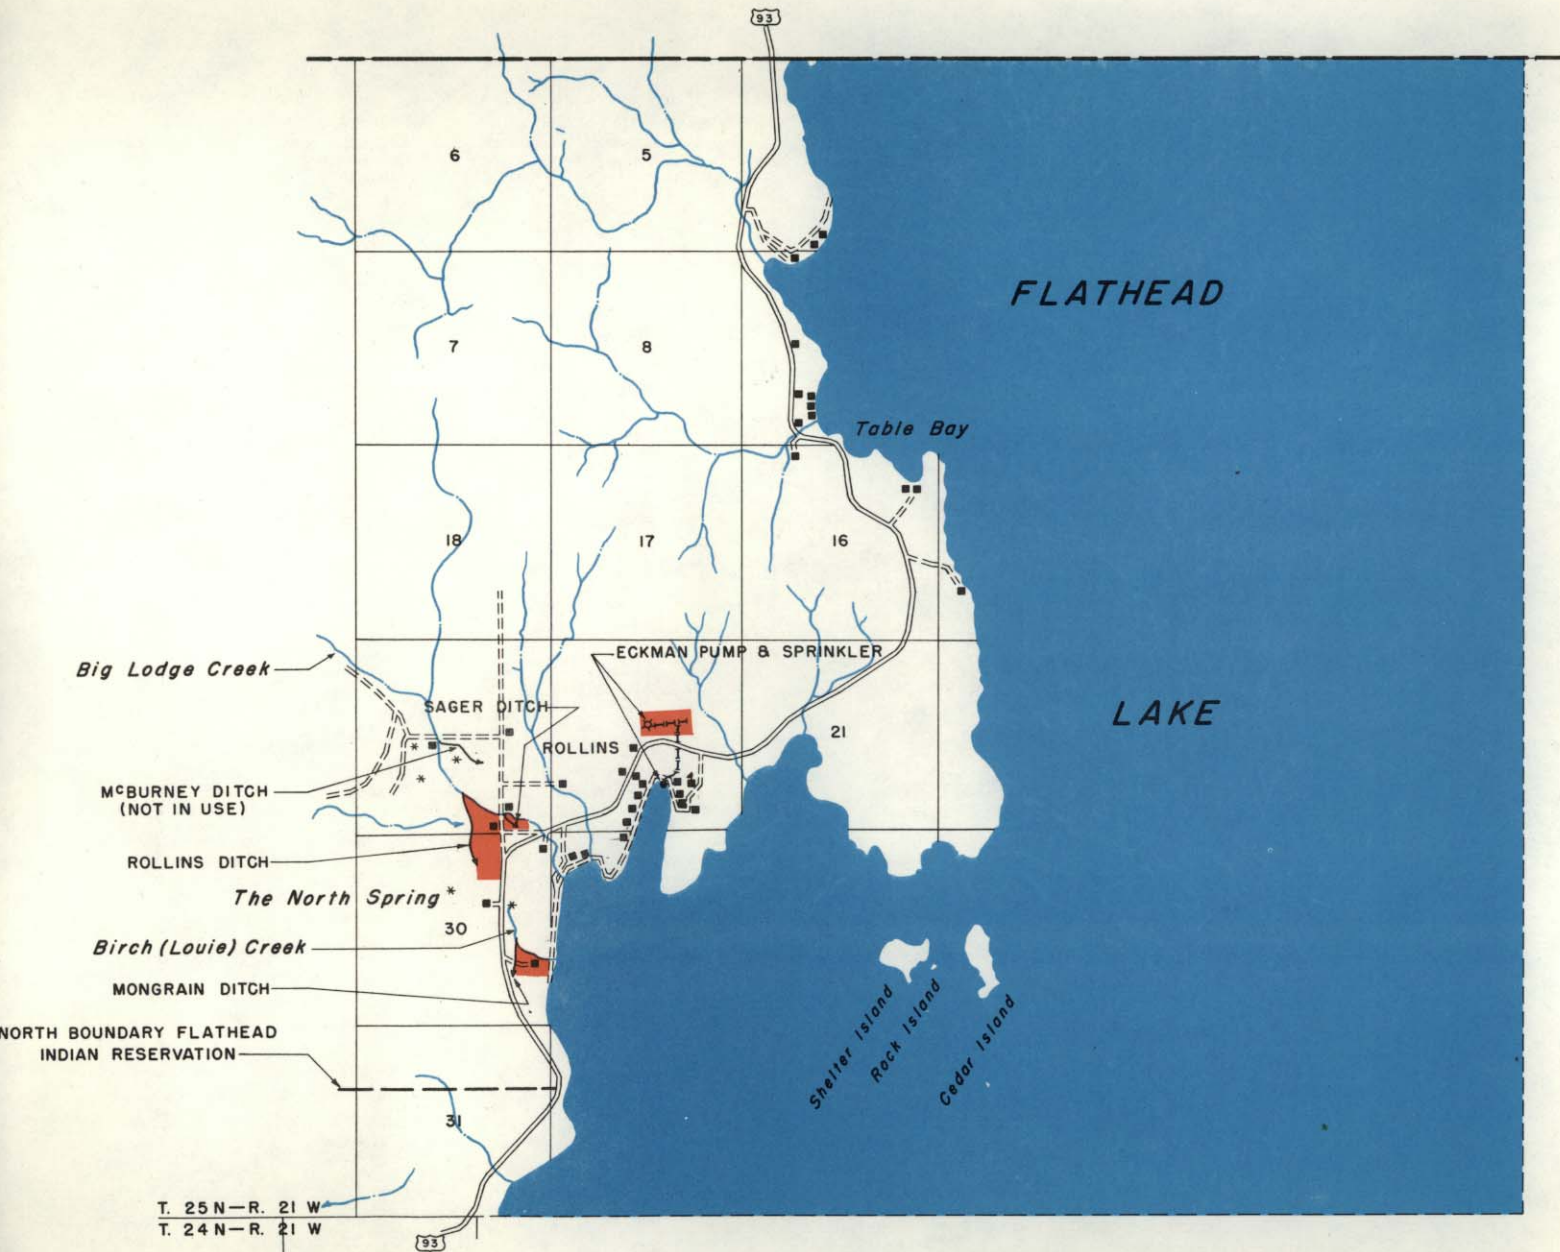 93
6
5
FLATHEAD
7
8
Table Bay
18
17
16
ECKMAN PUMP & SPRINKLER
Big Lodge Creek
SAGER DITCH
LAKE
21
ROLLINS
McBURNEY DITCH
(NOT IN USE)
ROLLINS DITCH
The North Spring *
30
Birch (Louie) Creek
MONGRAIN DITCH
Shelter Island
Rock Island
Cedar Island
NORTH BOUNDARY FLATHEAD
INDIAN RESERVATION
31
T. 25 N—R. 21 W
T. 24 N—R. 21 W
93